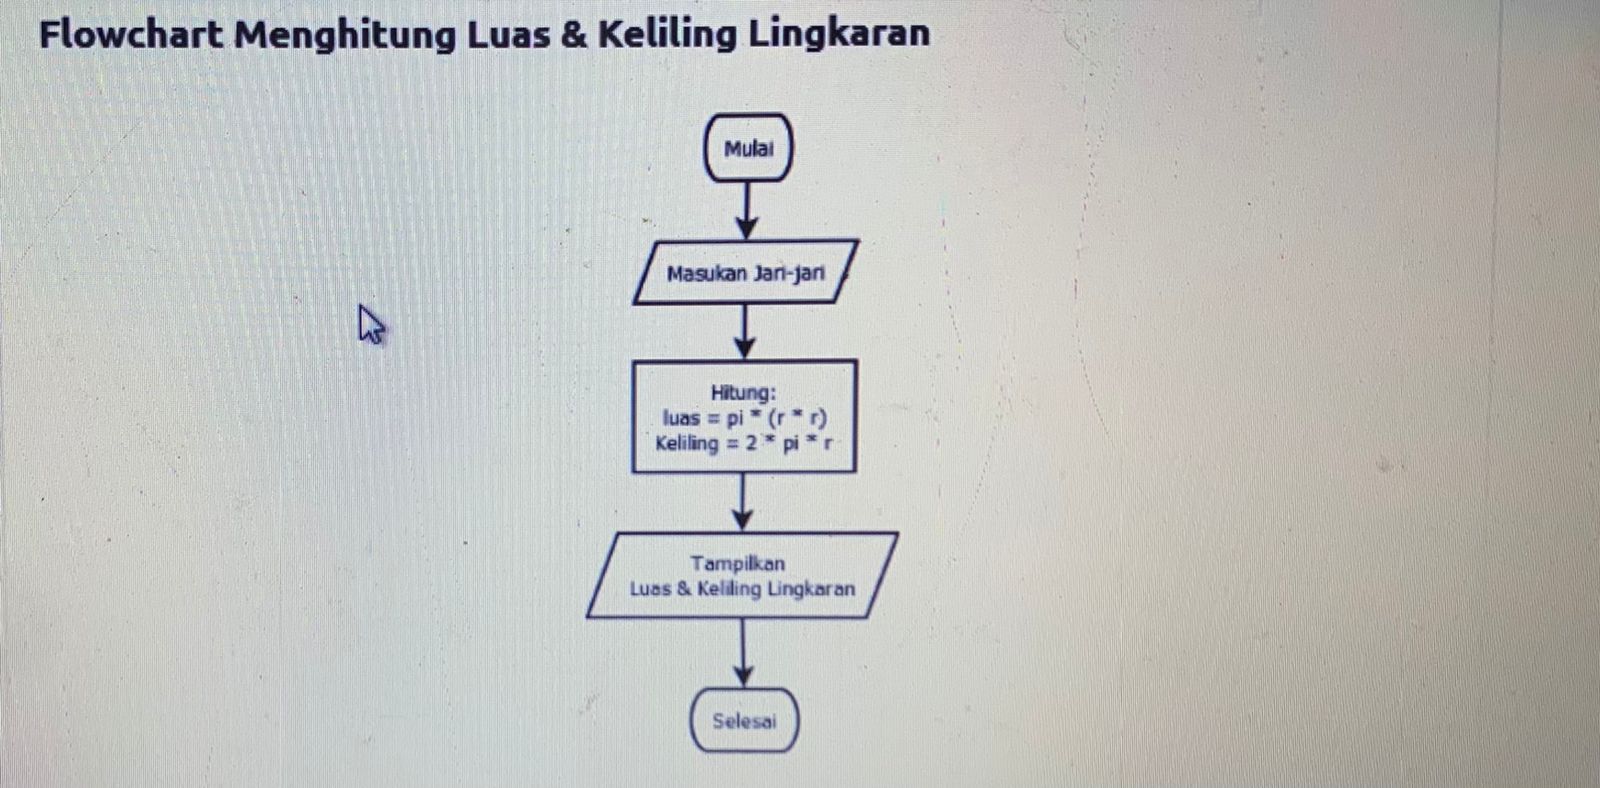 Flowchart Menghitung Luas & Keliling Lingkaran
Mulai
Masukan Jari-jari
Hitung:
luas = pi * (r * r)
Keliling = 2 * pi * r
Tampilkan
Luas & Keliling Lingkaran
Selesai